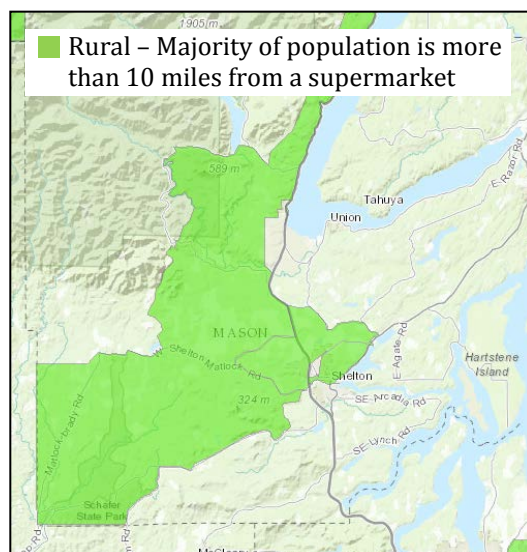 1905 m
Rural – Majority of population is more
than 10 miles from a supermarket
589 m
E Razor Rd
Tahuya
Union
MASON
W Shelton Matlock Rd
Shelton
E Agate Rd
Hartstene
Island
324 m
SE Arcadia Rd
Matlock-brady Rd
SE Lynch Rd
Schafer
State Park